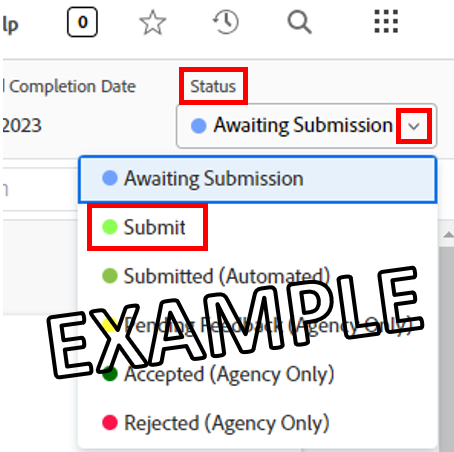 lp
0
d Completion Date
Status
2023
Awaiting Submission
Awaiting Submission
Submit
Submitted (Automated)
EXAMPLE
Pending Feedback (Agency Only)
Accepted (Agency Only)
Rejected (Agency Only)